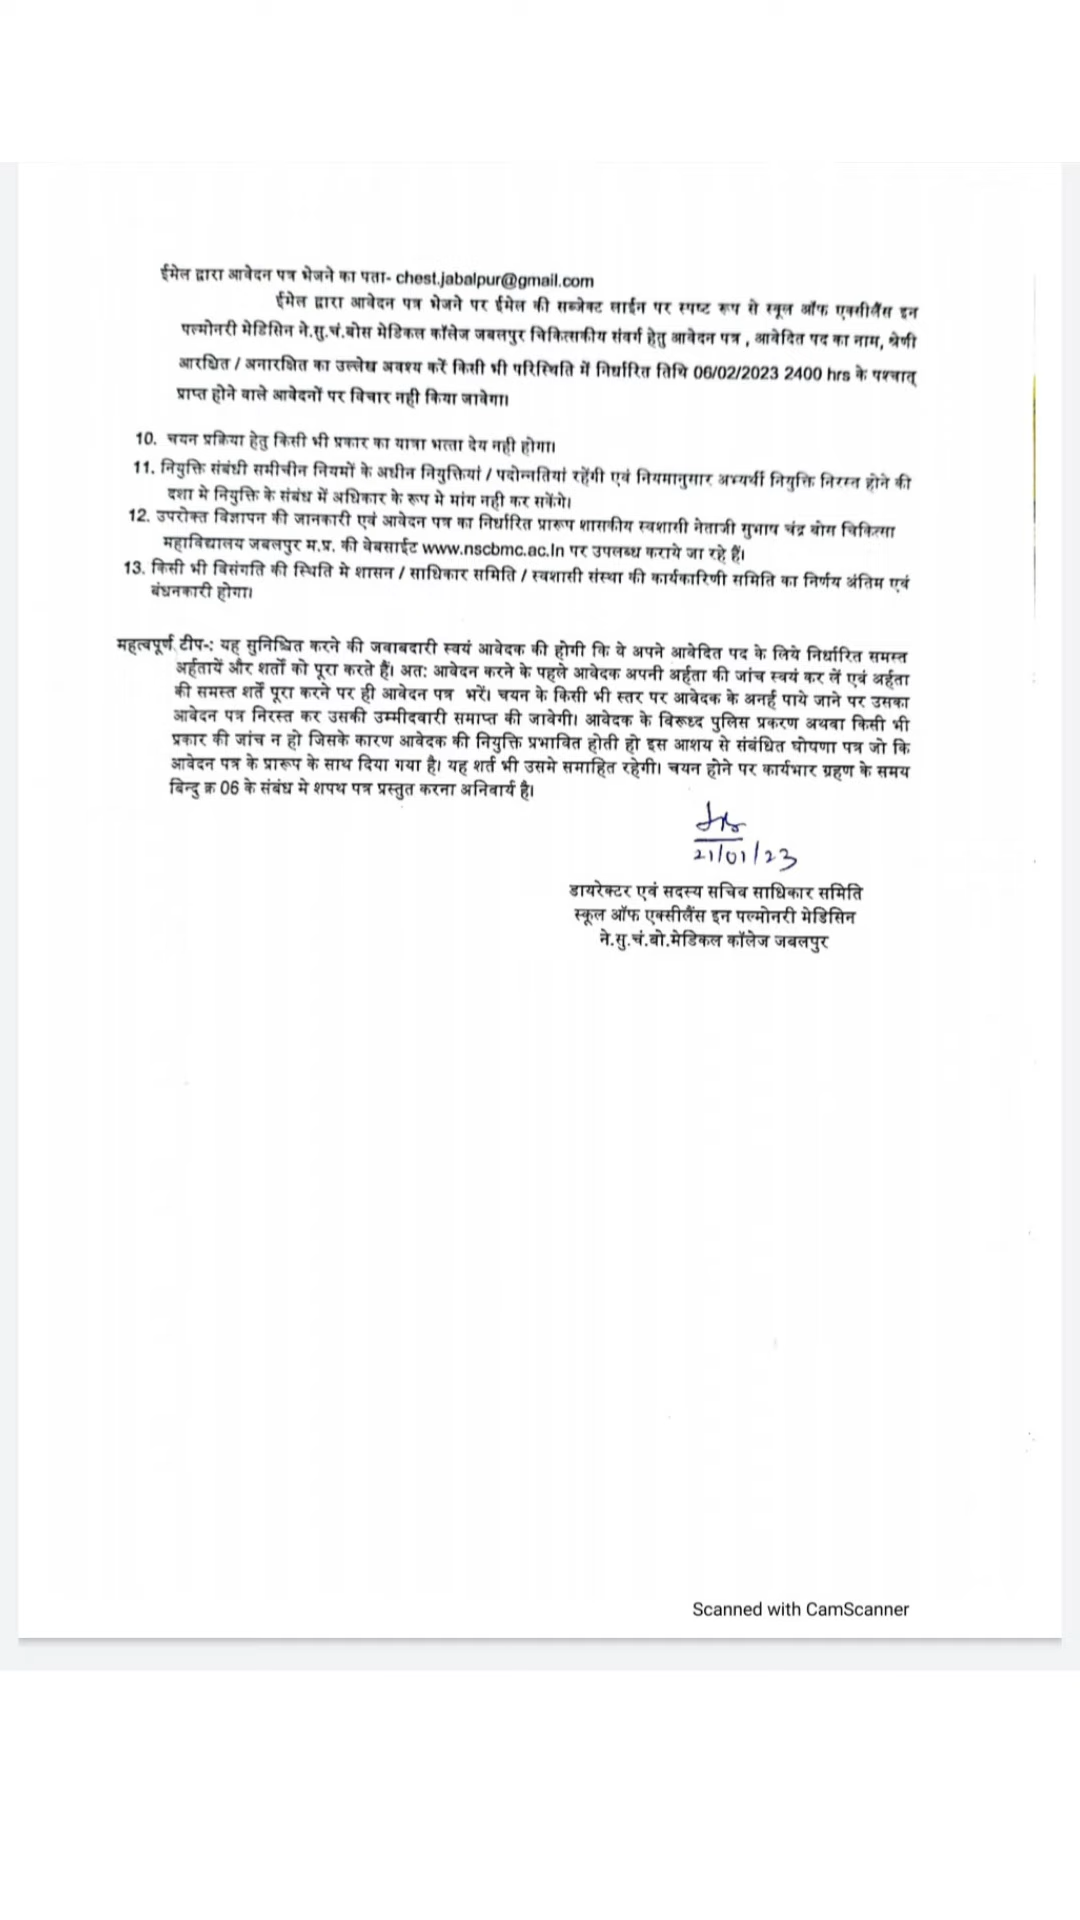 ईमेल द्वारा आवेदन पत्र भेजने का पता- chest.jabalpur@gmail.com
ईमेल द्वारा आवेदन पत्र भेजने पर ईमेल की सब्जेक्ट लाईन पर स्पष्ट रूप से स्कूल ऑफ एक्सीलैंस इन
पल्मोनरी मेडिसिन ने.सु.चं.बोस मेडिकल कॉलेज जबलपुर चिकित्सकीय संवर्ग हेतु आवेदन पत्र , आवेदित पद का नाम, श्रेणी
आरक्षित / अनारक्षित का उल्लेख अवश्य करें किसी भी परिस्थिति में निर्धारित तिथि 06/02/2023 2400 hrs के पश्चात्
प्राप्त होने वाले आवेदनों पर विचार नही किया जावेगा।
10. चयन प्रक्रिया हेतु किसी भी प्रकार का यात्रा भत्ता देय नही होगा।
11. नियुक्ति संबंधी समीचीन नियमों के अधीन नियुक्तियां / पदोन्नतियां रहेंगी एवं नियमानुसार अभ्यर्थी नियुक्ति निरस्त होने की
दशा मे नियुक्ति के संबंध में अधिकार के रूप मे मांग नही कर सकेंगे।
12. उपरोक्त विज्ञापन की जानकारी एवं आवेदन पत्र का निर्धारित प्रारूप शासकीय स्वशासी नेताजी सुभाष चंद्र बोस चिकित्सा
महाविद्यालय जबलपुर म.प्र. की वेबसाईट www.nscbmc.ac.in पर उपलब्ध कराये जा रहे हैं।
13. किसी भी विसंगति की स्थिति मे शासन / साधिकार समिति / स्वशासी संस्था की कार्यकारिणी समिति का निर्णय अंतिम एवं
बंधनकारी होगा।
महत्वपूर्ण टीप-: यह सुनिश्चित करने की जवाबदारी स्वयं आवेदक की होगी कि वे अपने आवेदित पद के लिये निर्धारित समस्त
अर्हतायें और शर्तों को पूरा करते हैं। अत: आवेदन करने के पहले आवेदक अपनी अर्हता की जांच स्वयं कर लें एवं अर्हता
की समस्त शर्तें पूरा करने पर ही आवेदन पत्र भरें। चयन के किसी भी स्तर पर आवेदक के अनर्ह पाये जाने पर उसका
आवेदन पत्र निरस्त कर उसकी उम्मीदवारी समाप्त की जावेगी। आवेदक के विरूध्द पुलिस प्रकरण अथवा किसी भी
प्रकार की जांच न हो जिसके कारण आवेदक की नियुक्ति प्रभावित होती हो इस आशय से संबंधित घोषणा पत्र जो कि
आवेदन पत्र के प्रारूप के साथ दिया गया है। यह शर्त भी उसमे समाहित रहेगी। चयन होने पर कार्यभार ग्रहण के समय
बिन्दु क्र 06 के संबंध मे शपथ पत्र प्रस्तुत करना अनिवार्य है।
21/01/23
डायरेक्टर एवं सदस्य सचिव साधिकार समिति
स्कूल ऑफ एक्सीलैंस इन पल्मोनरी मेडिसिन
ने.सु.चं.बो.मेडिकल कॉलेज जबलपुर
Scanned with CamScanner